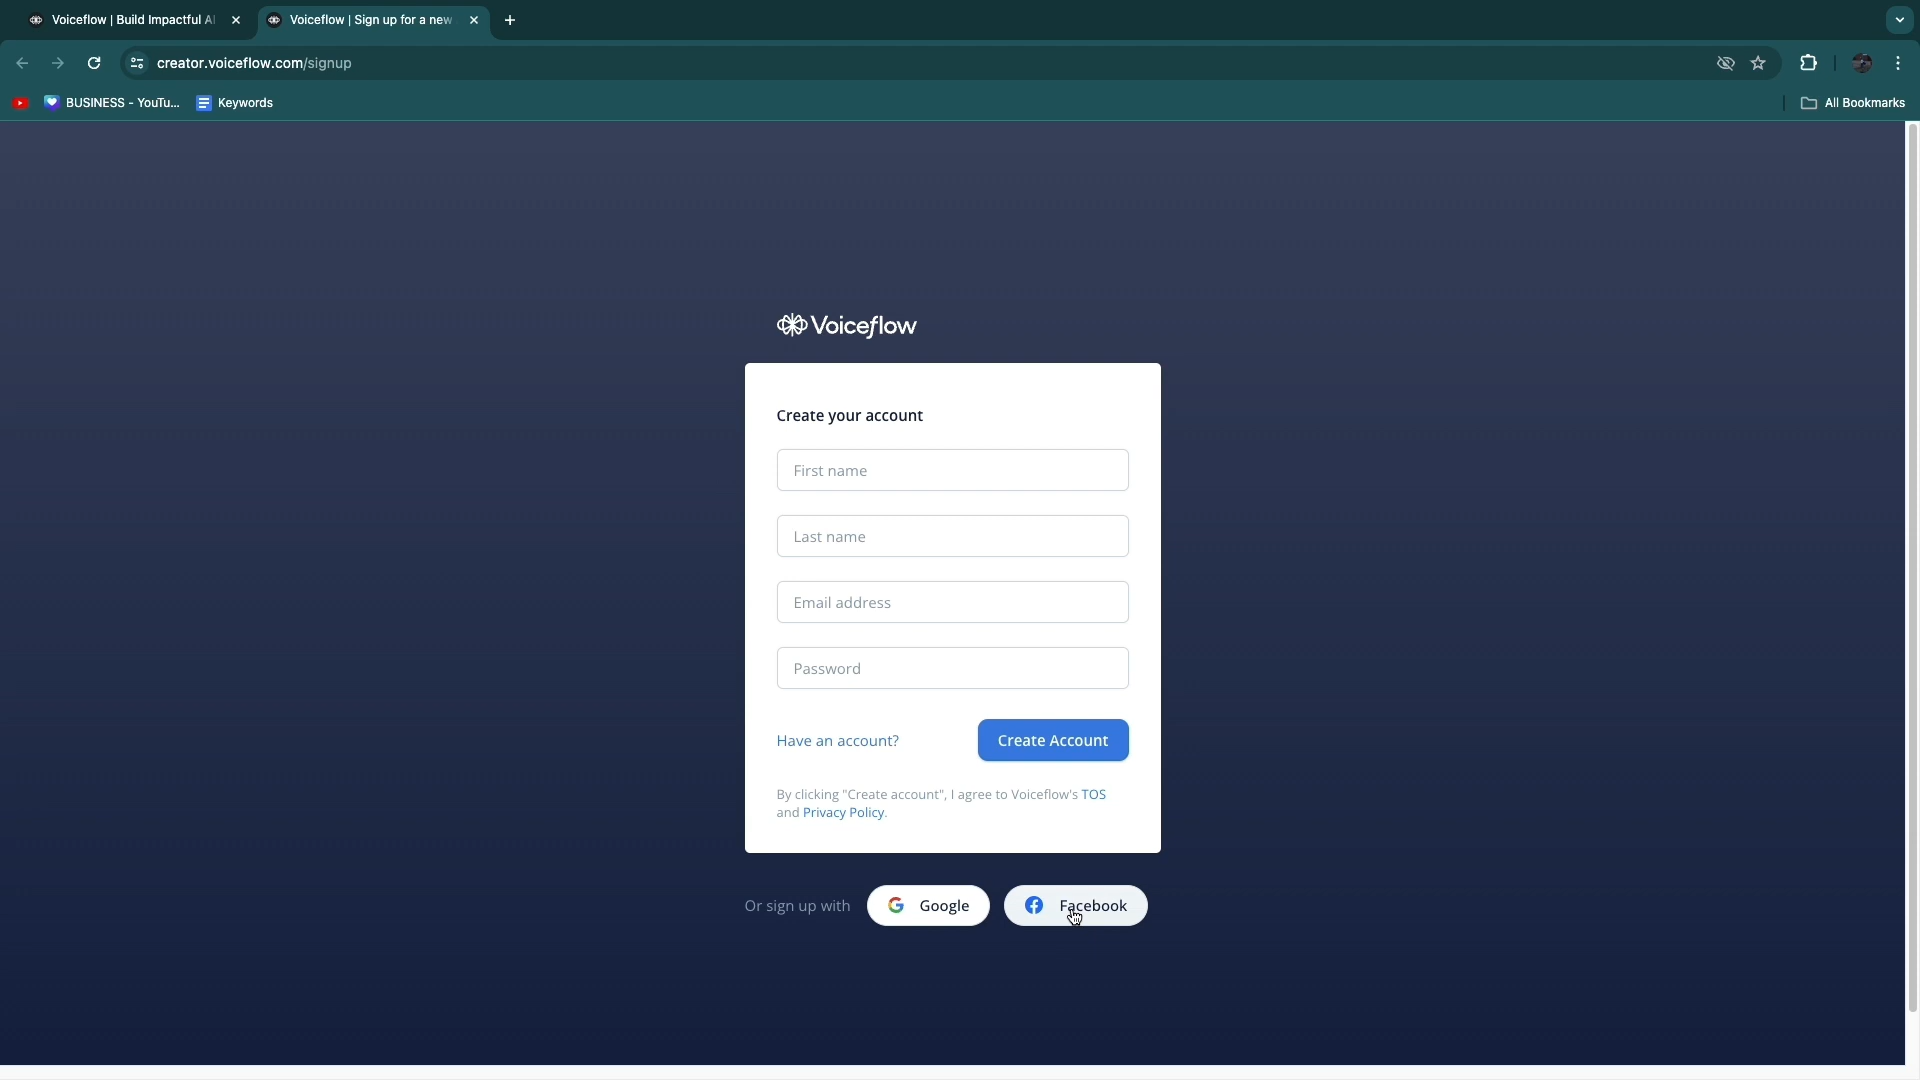 Voiceflow | Build Impactful AI
Voiceflow | Sign up for a new
creator.voiceflow.com/signup
BUSINESS - YouTu...
Keywords
All Bookmarks
Voiceflow
Create your account
First name
Last name
Email address
Password
Have an account?
Create Account
By clicking "Create account", I agree to Voiceflow's TOS
and Privacy Policy.
Or sign up with
Google
Facebook